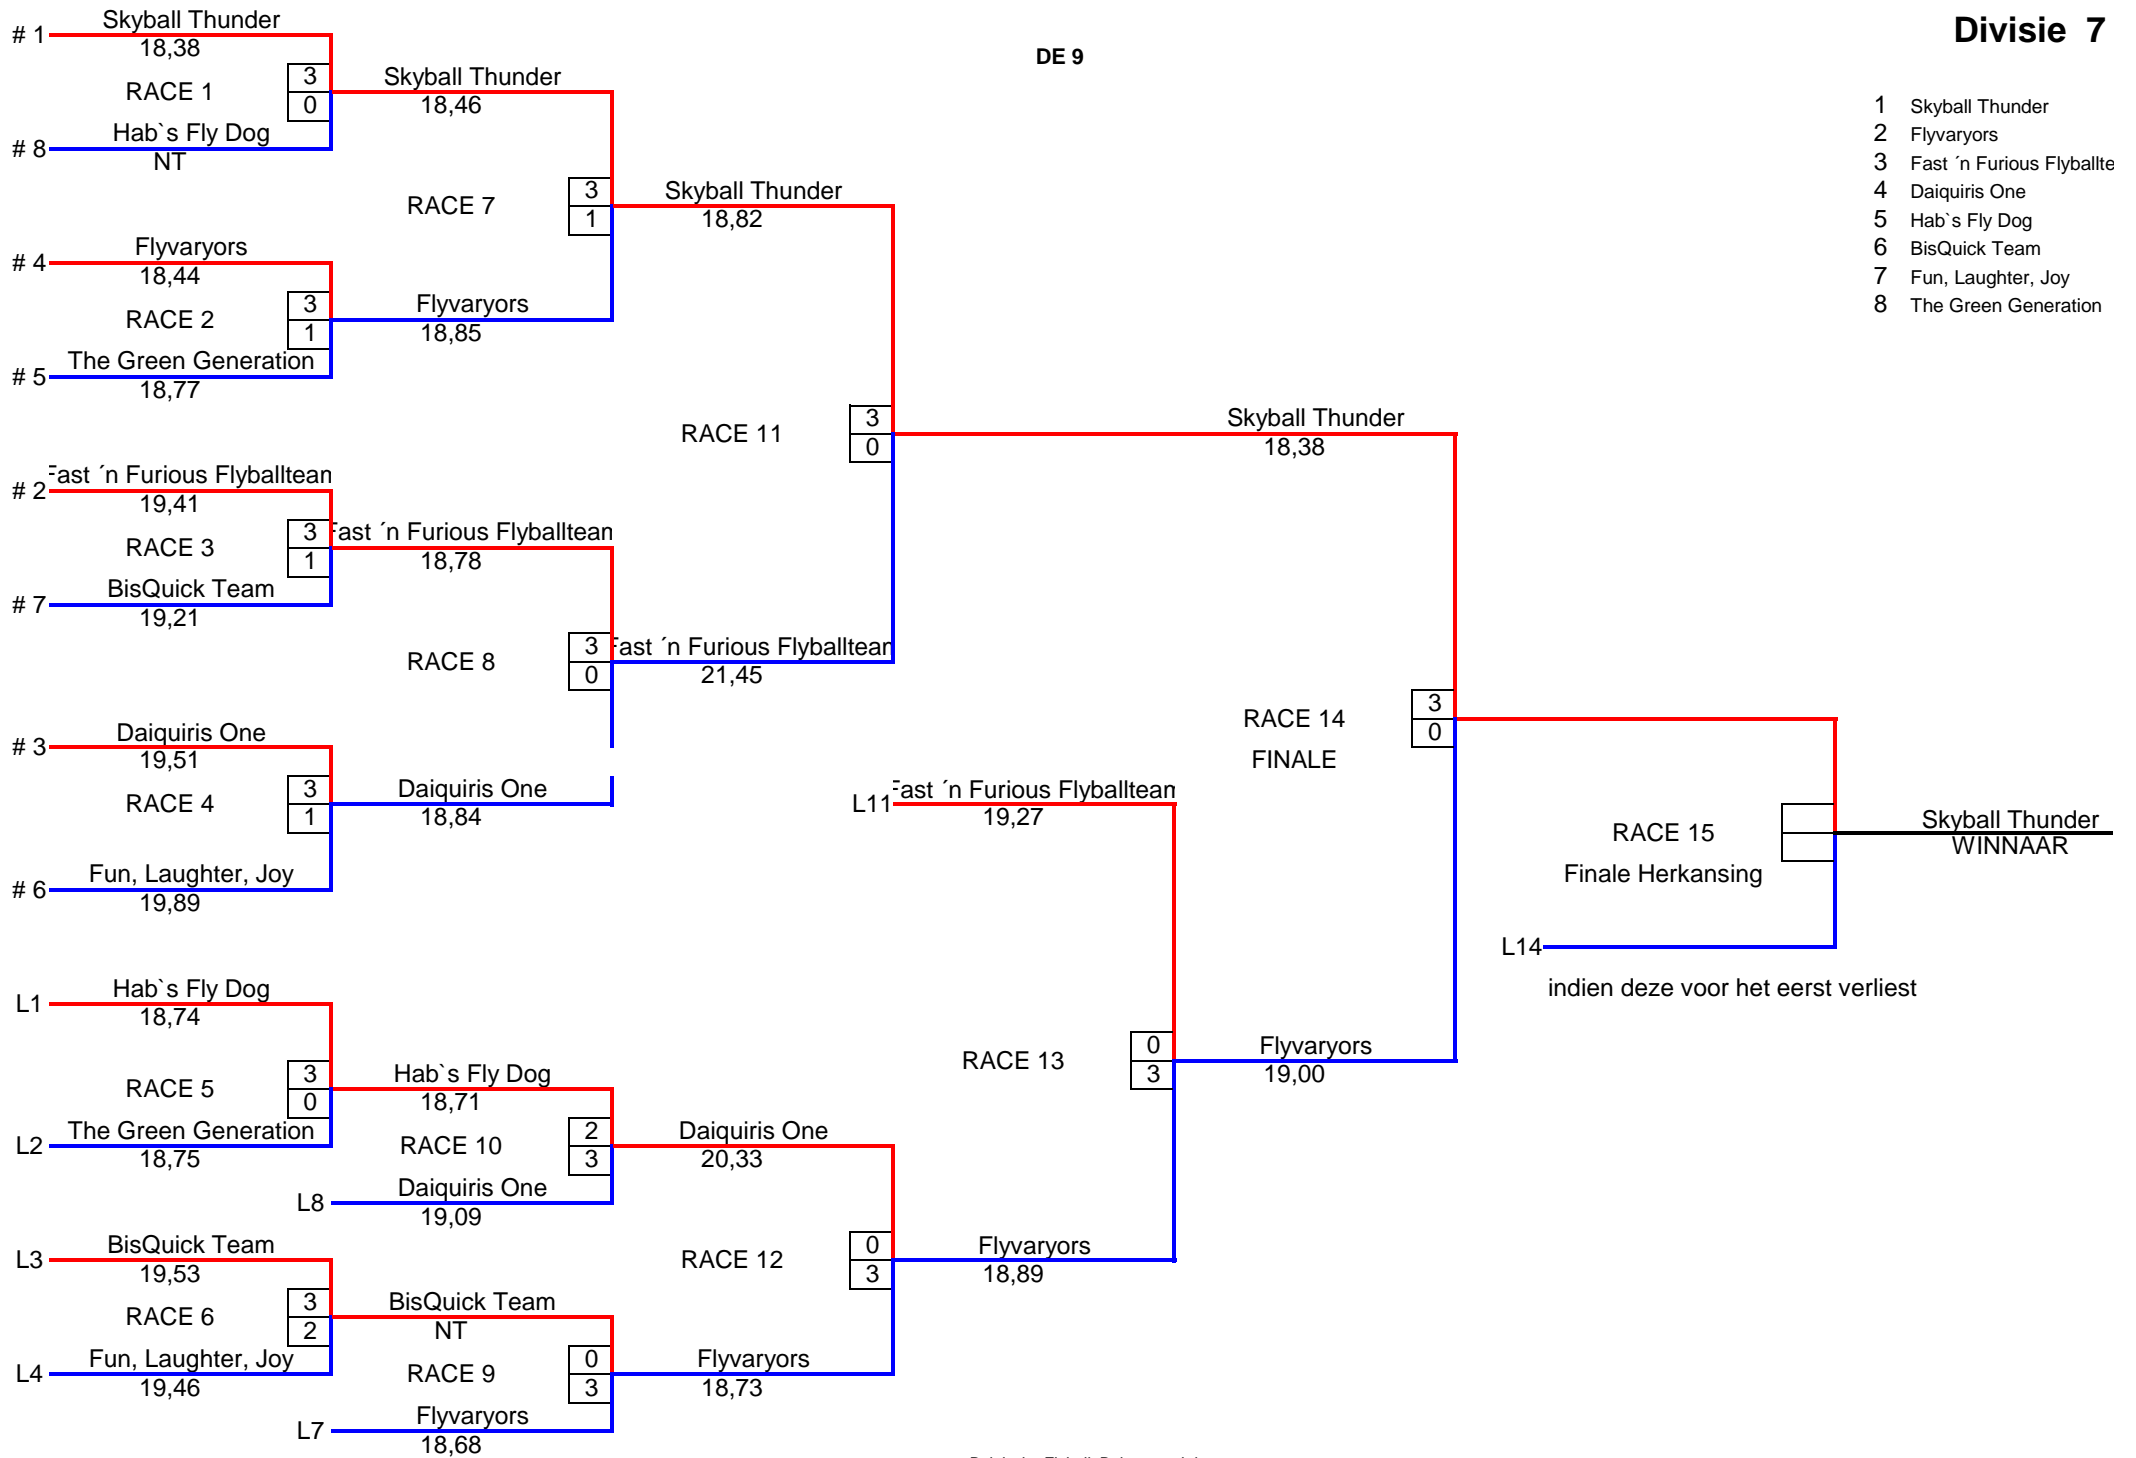 Divisie 7
DE 9
1 Skyball Thunder
2 Flyvaryors
3 Fast ´n Furious Flyballte
4 Daiquiris One
5 Hab`s Fly Dog
6 BisQuick Team
7 Fun, Laughter, Joy
8 The Green Generation
Skyball Thunder
# 1
18,38
RACE 1
3
0
Hab`s Fly Dog
# 8
NT
Flyvaryors
# 4
18,44
RACE 2
3
1
The Green Generation
# 5
18,77
Fast ´n Furious Flyballtean
# 2
19,41
RACE 3
3
1
BisQuick Team
# 7
19,21
Daiquiris One
# 3
19,51
RACE 4
3
1
Fun, Laughter, Joy
# 6
19,89
Hab`s Fly Dog
L1
18,74
RACE 5
3
0
The Green Generation
L2
18,75
BisQuick Team
L3
19,53
RACE 6
3
2
Fun, Laughter, Joy
L4
19,46
Skyball Thunder
18,46
RACE 7
3
1
Flyvaryors
18,85
Fast ´n Furious Flyballtean
18,78
RACE 8
3
0
Daiquiris One
18,84
Hab`s Fly Dog
18,71
RACE 10
2
3
Daiquiris One
L8
19,09
BisQuick Team
NT
RACE 9
0
3
Flyvaryors
L7
18,68
Skyball Thunder
18,82
RACE 11
3
0
Fast ´n Furious Flyballtean
21,45
Daiquiris One
20,33
RACE 12
0
3
Flyvaryors
18,73
Fast ´n Furious Flyballtean
L11
19,27
RACE 13
0
3
Flyvaryors
18,89
Skyball Thunder
18,38
RACE 14
FINALE
3
0
Flyvaryors
19,00
RACE 15
Finale Herkansing
L14
indien deze voor het eerst verliest
Skyball Thunder
WINNAAR